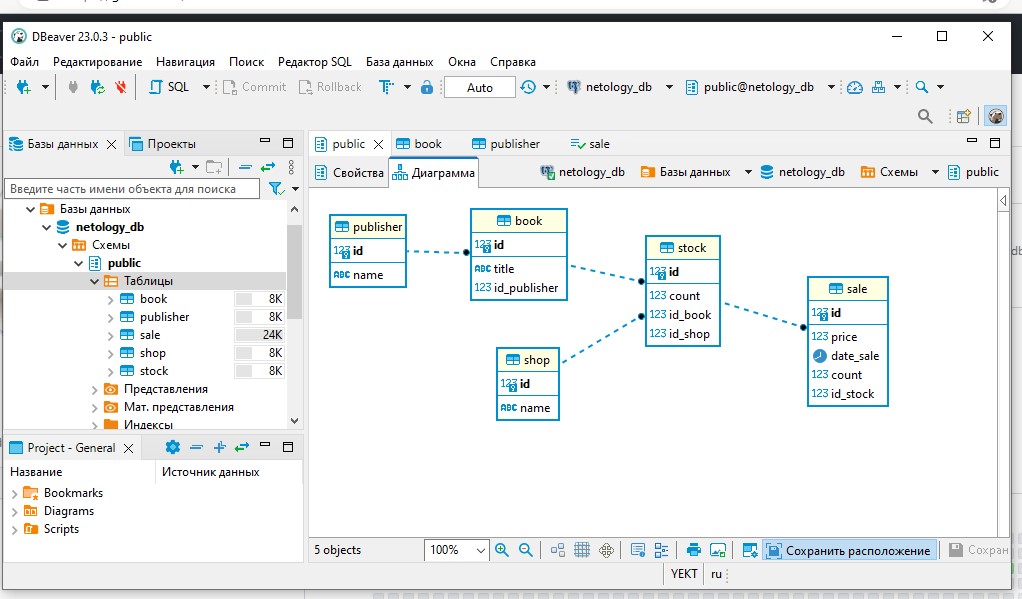 DBeaver 23.0.3 - public
Файл Редактирование Навигация Поиск Редактор SQL База данных Окна Справка
SQL Commit Rollback Auto netology_db public@netology_db
Базы данных Проекты
Введите часть имени объекта для поиска
Базы данных
netology_db
Схемы
public
Таблицы
book 8K
publisher 8K
sale 24K
shop 8K
stock 8K
Представления
Мат. представления
Индексы
Project - General
Название Источник данных
Bookmarks
Diagrams
Scripts
public book publisher sale
Свойства Диаграмма netology_db Базы данных netology_db Схемы public
publisher
123 id
ABC name
book
123 id
ABC title
123 id_publisher
stock
123 id
123 count
123 id_book
123 id_shop
shop
123 id
ABC name
sale
123 id
123 price
date_sale
123 count
123 id_stock
5 objects 100% Сохранить расположение Сохран
YEKT ru